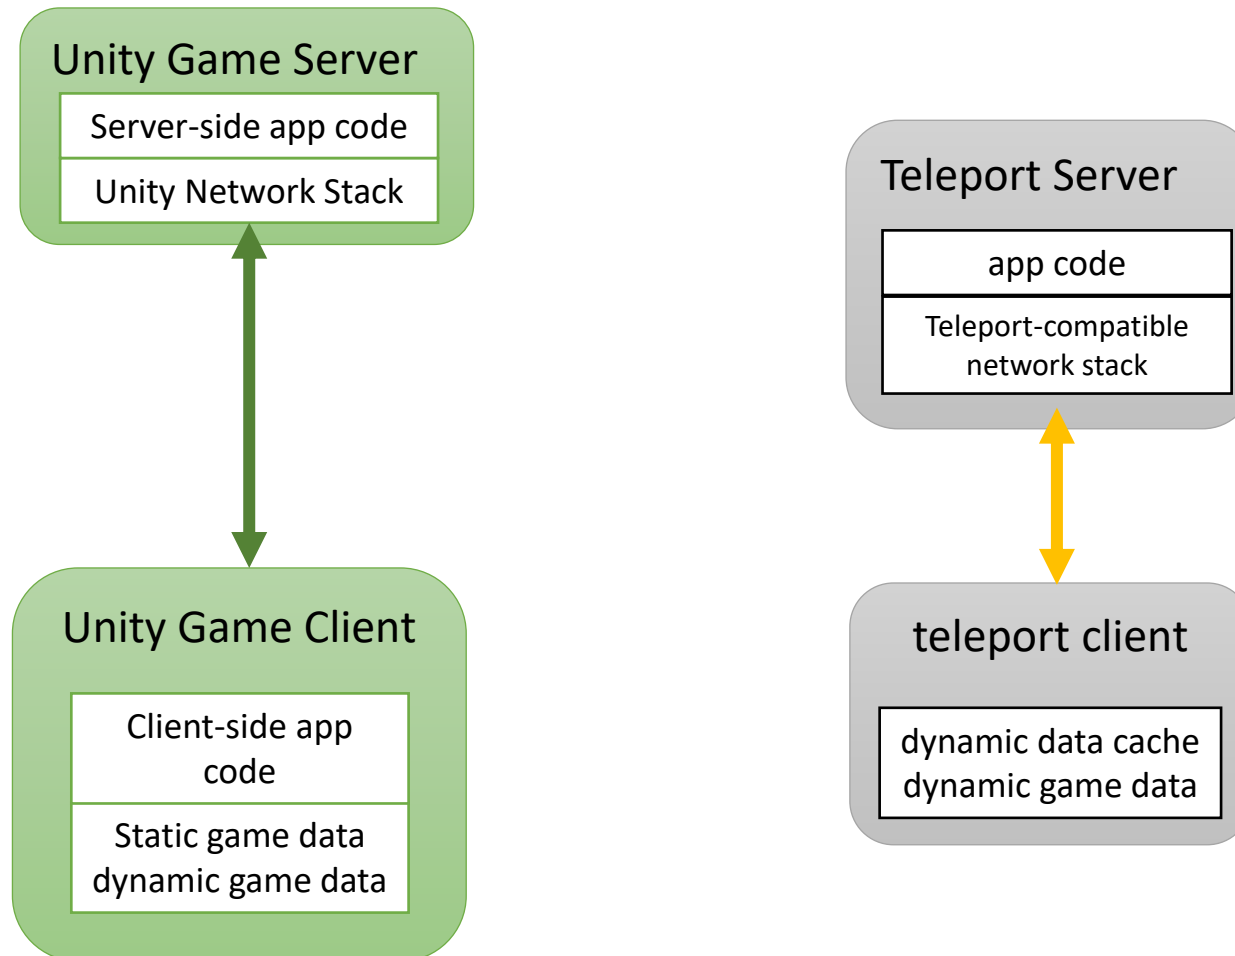 Unity Game Server
Server-side app code
Unity Network Stack
Teleport Server
app code
Teleport-compatible
network stack
Unity Game Client
Client-side app
code
Static game data
dynamic game data
teleport client
dynamic data cache
dynamic game data